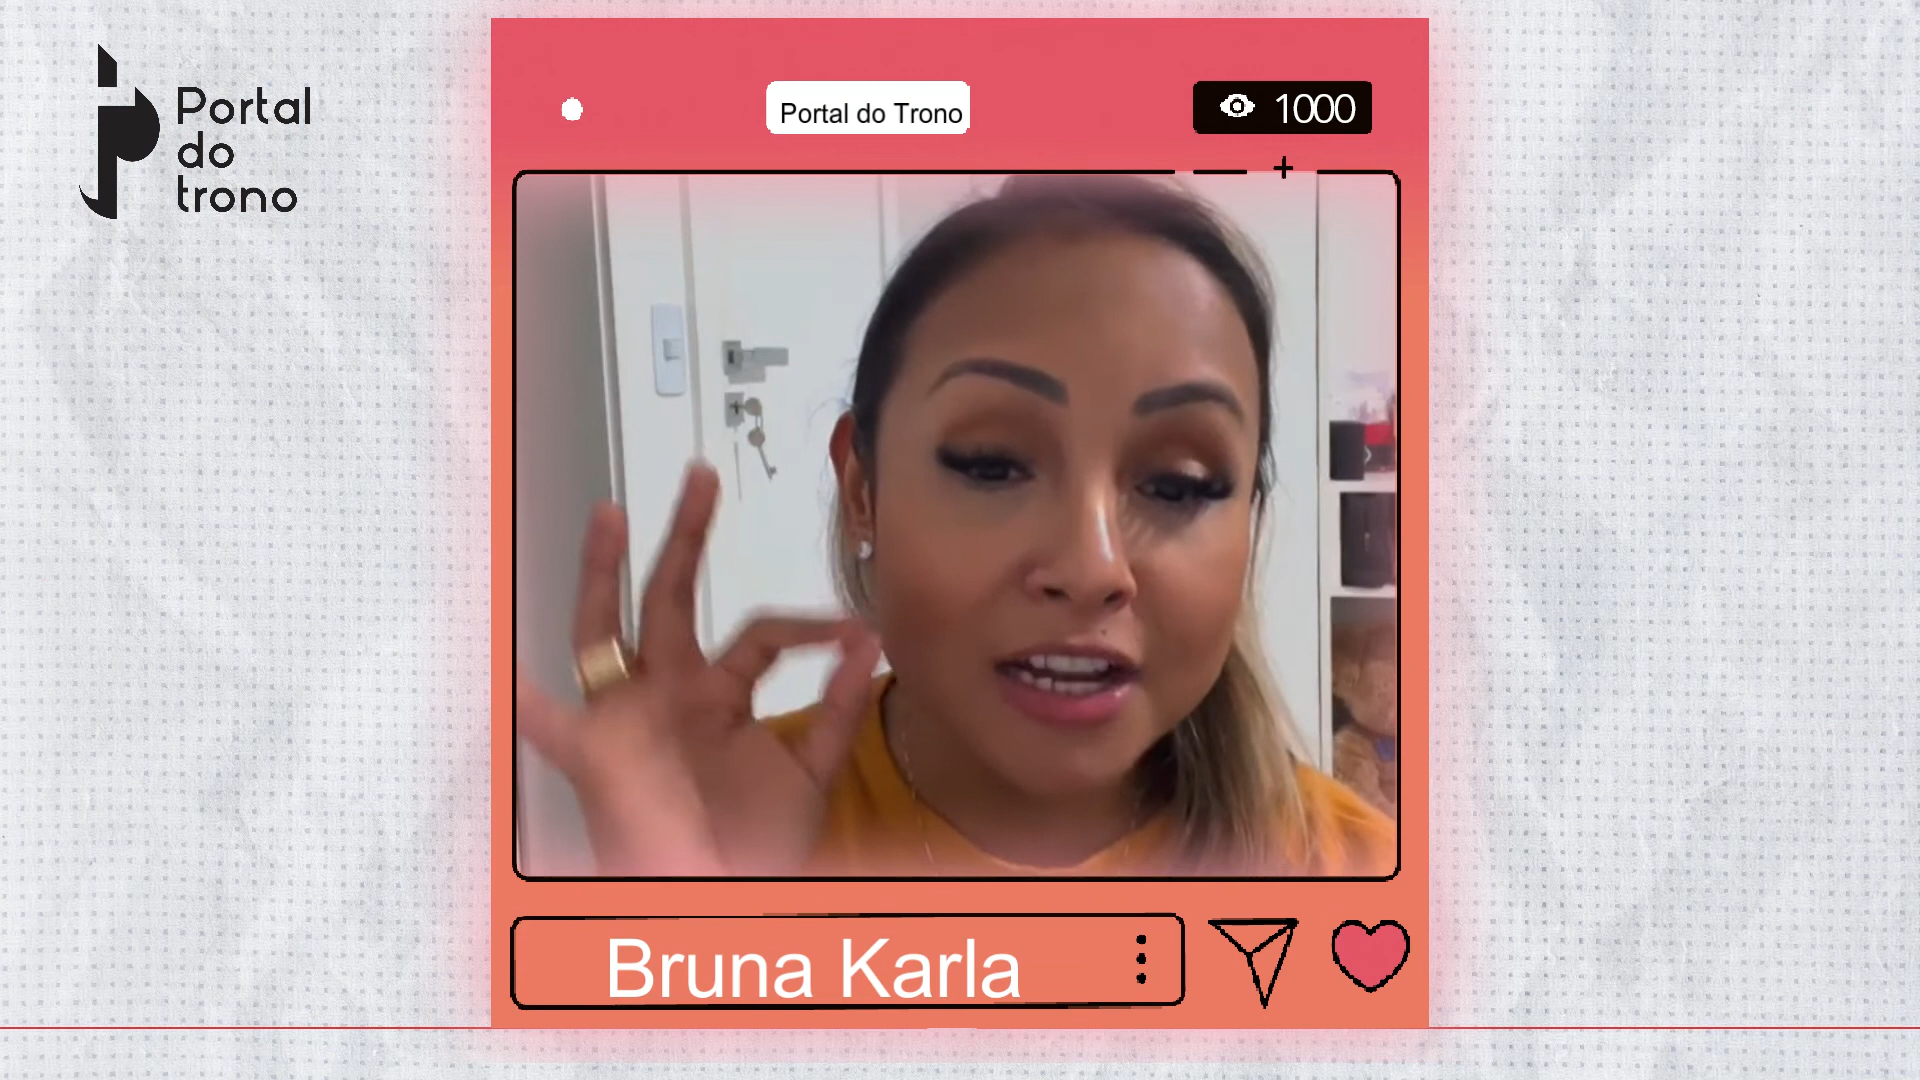 Portal
do
trono
Portal do Trono
1000
Bruna Karla